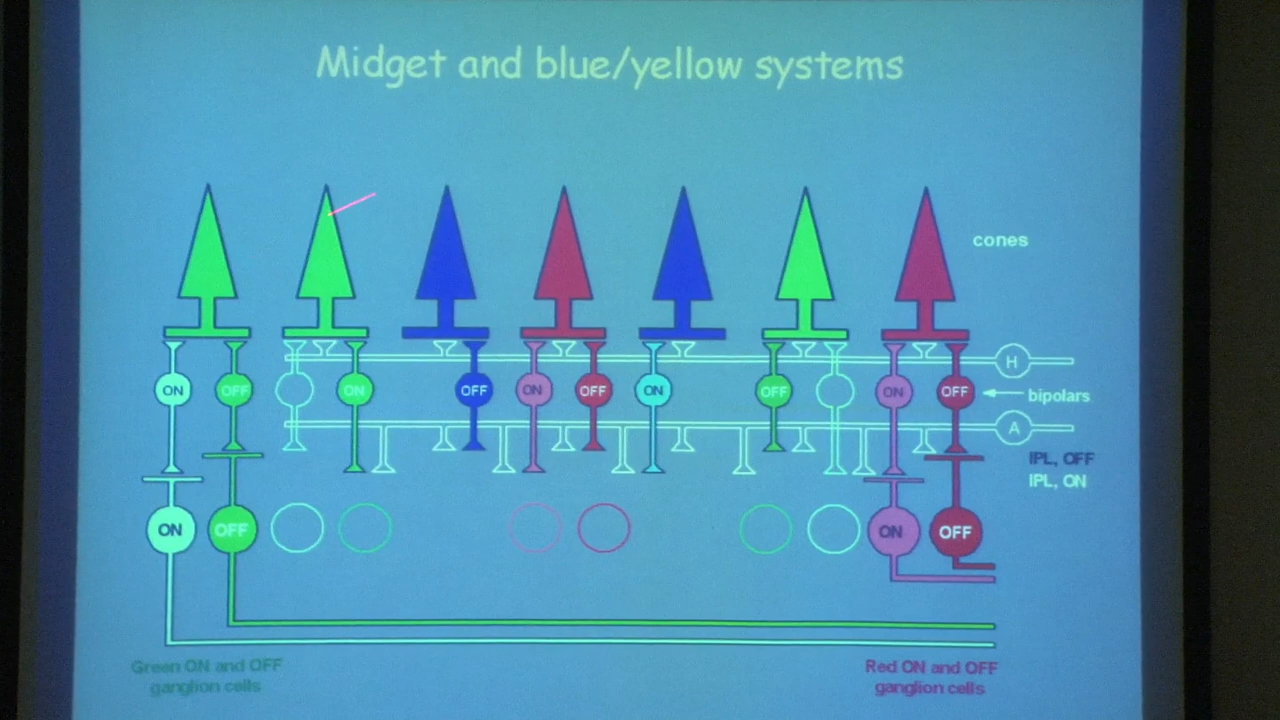 Midget and blue/yellow systems
cones
H
ON OFF ON OFF ON OFF ON OFF ON OFF
bipolars
A
IPL, OFF
IPL, ON
ON OFF ON OFF
Green ON and OFF
ganglion cells
Red ON and OFF
ganglion cells